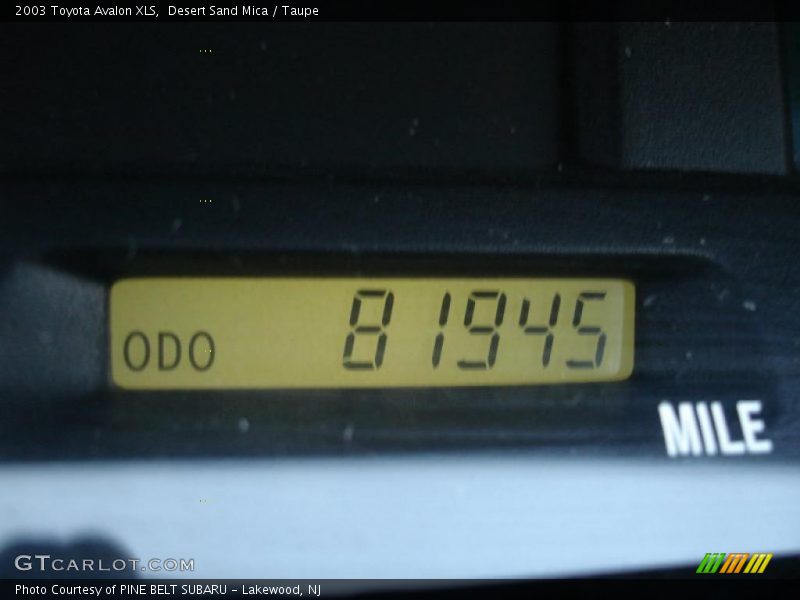 2003 Toyota Avalon XLS,  Desert Sand Mica / Taupe
ODO 81945
MILE
GTCARLOT.COM
Photo Courtesy of PINE BELT SUBARU - Lakewood, NJ